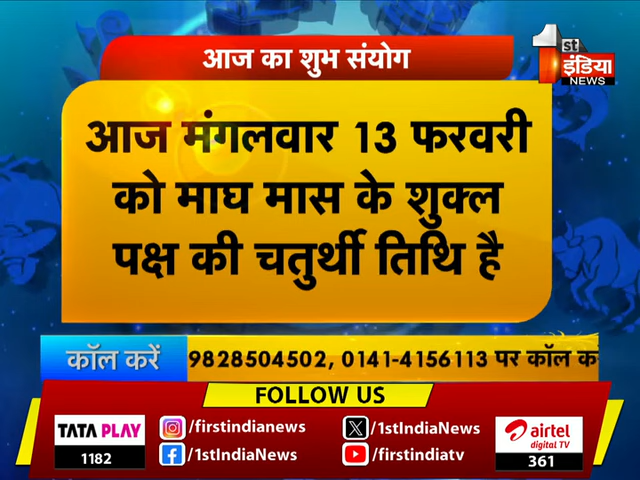 आज का शुभ संयोग
1st
इंडिया
NEWS
आज मंगलवार 13 फरवरी
को माघ मास के शुक्ल
पक्ष की चतुर्थी तिथि है
कॉल करें
9828504502, 0141-4156113 पर कॉल क
FOLLOW US
TATA PLAY
1182
/firstindianews
/1stIndiaNews
/1stIndiaNews
/firstindiatv
airtel
digital TV
361